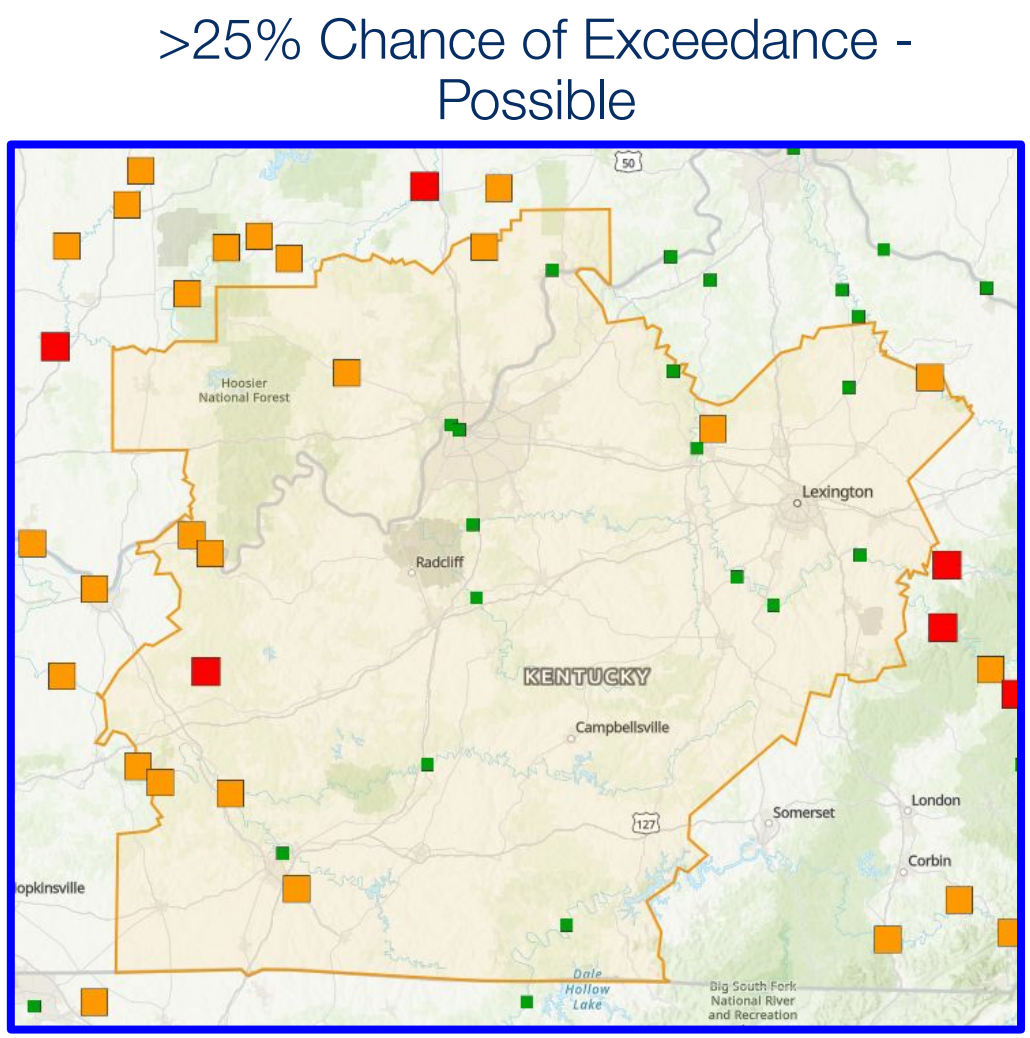 >25% Chance of Exceedance -
Possible
50
Hoosier
National Forest
Lexington
Radcliff
KENTUCKY
Campbellsville
127
Somerset
London
Corbin
opkinsville
Dale
Hollow
Lake
Big South Fork
National River
and Recreation